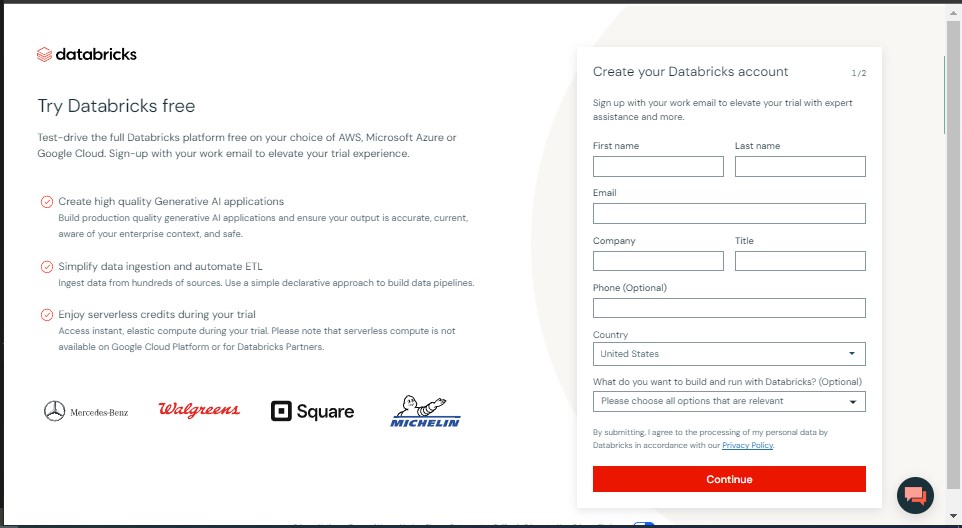 databricks
Try Databricks free
Test-drive the full Databricks platform free on your choice of AWS, Microsoft Azure or
Google Cloud. Sign-up with your work email to elevate your trial experience.
Create high quality Generative AI applications
Build production quality generative AI applications and ensure your output is accurate, current,
aware of your enterprise context, and safe.
Simplify data ingestion and automate ETL
Ingest data from hundreds of sources. Use a simple declarative approach to build data pipelines.
Enjoy serverless credits during your trial
Access instant, elastic compute during your trial. Please note that serverless compute is not
available on Google Cloud Platform or for Databricks Partners.
Mercedes-Benz
Walgreens
Square
MICHELIN
Create your Databricks account
1/2
Sign up with your work email to elevate your trial with expert
assistance and more.
First name
Last name
Email
Company
Title
Phone (Optional)
Country
United States
What do you want to build and run with Databricks? (Optional)
Please choose all options that are relevant
By submitting, I agree to the processing of my personal data by
Databricks in accordance with our Privacy Policy.
Continue